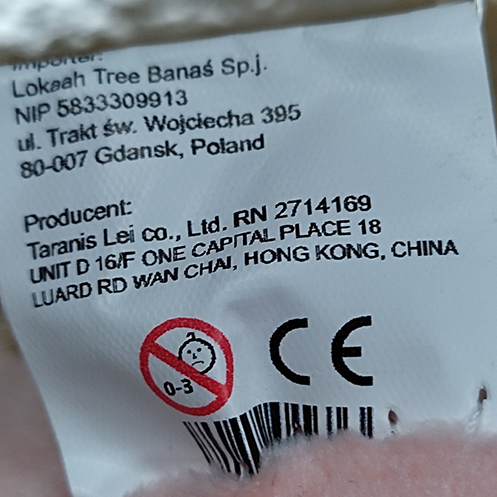 Importer:
Lokaah Tree Banaś Sp.j.
NIP 5833309913
ul. Trakt św. Wojciecha 395
80-007 Gdansk, Poland
Producent:
Taranis Lei co., Ltd. RN 2714169
UNIT D 16/F ONE CAPITAL PLACE 18
LUARD RD WAN CHAI, HONG KONG, CHINA
0-3
CE